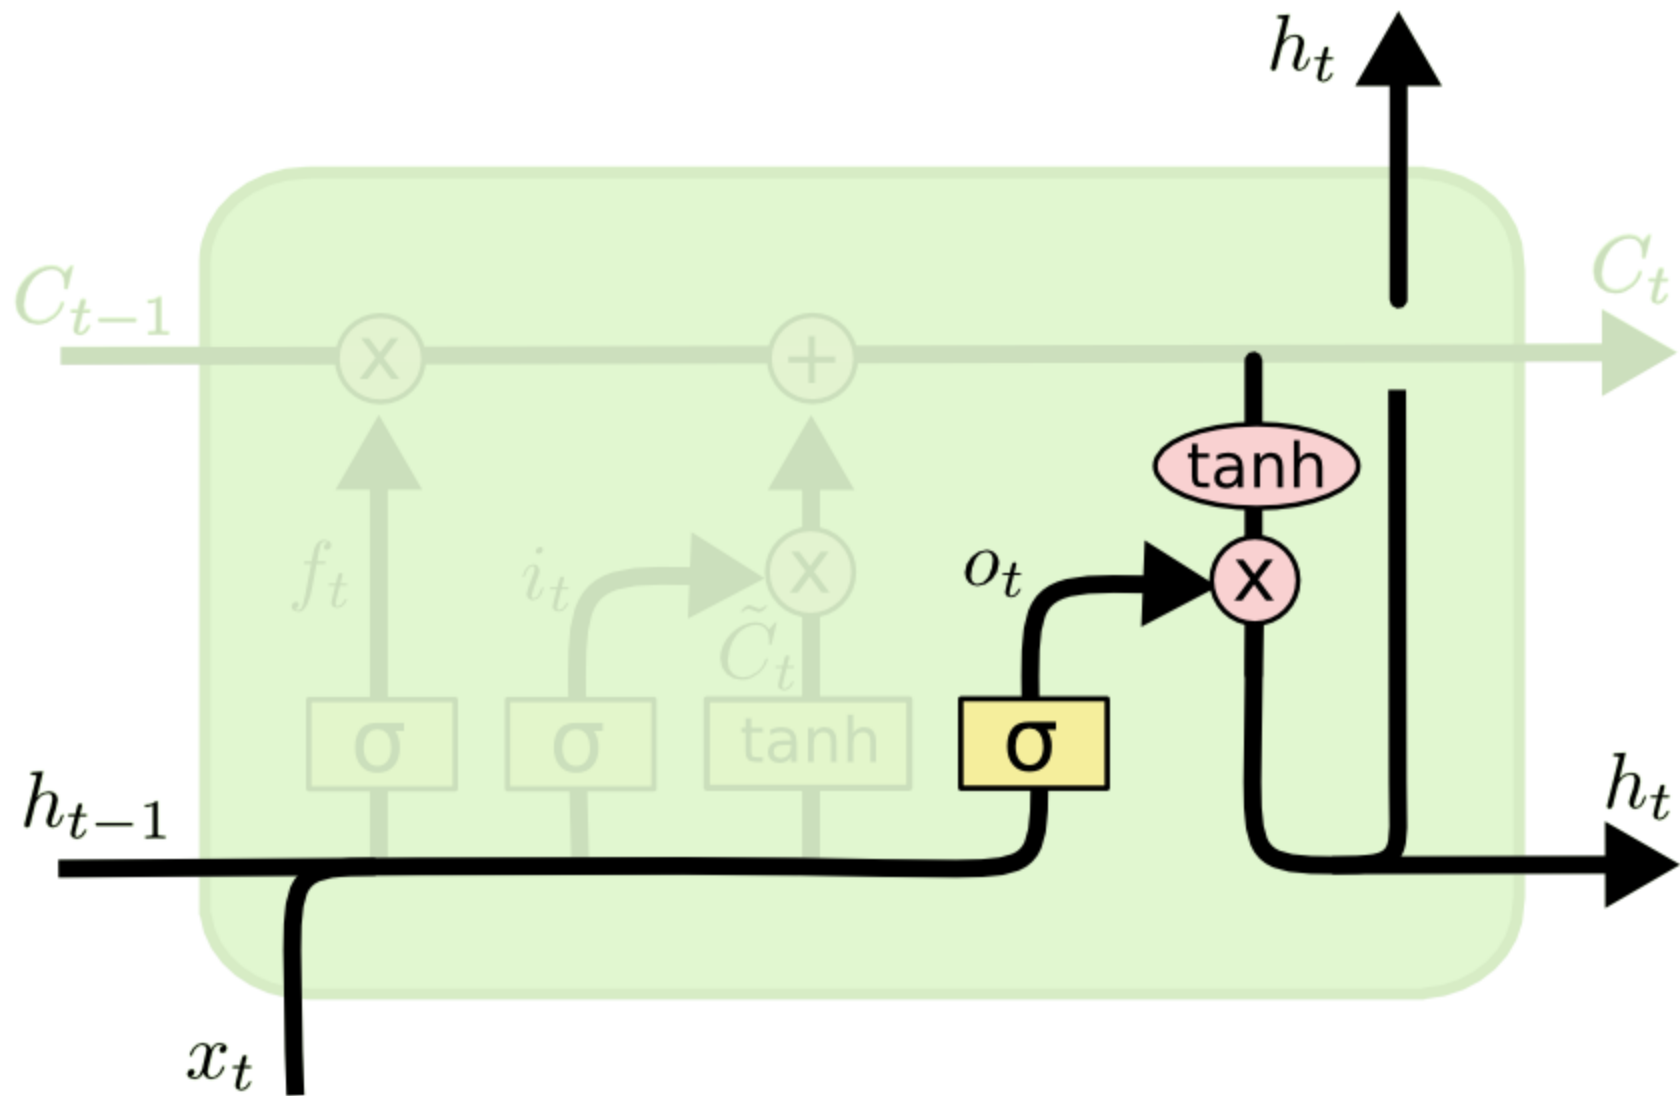 h_t
C_{t-1}
C_t
x
+
tanh
f_t
i_t
x
o_t
x
C̃_t
σ
σ
tanh
σ
h_{t-1}
h_t
x_t